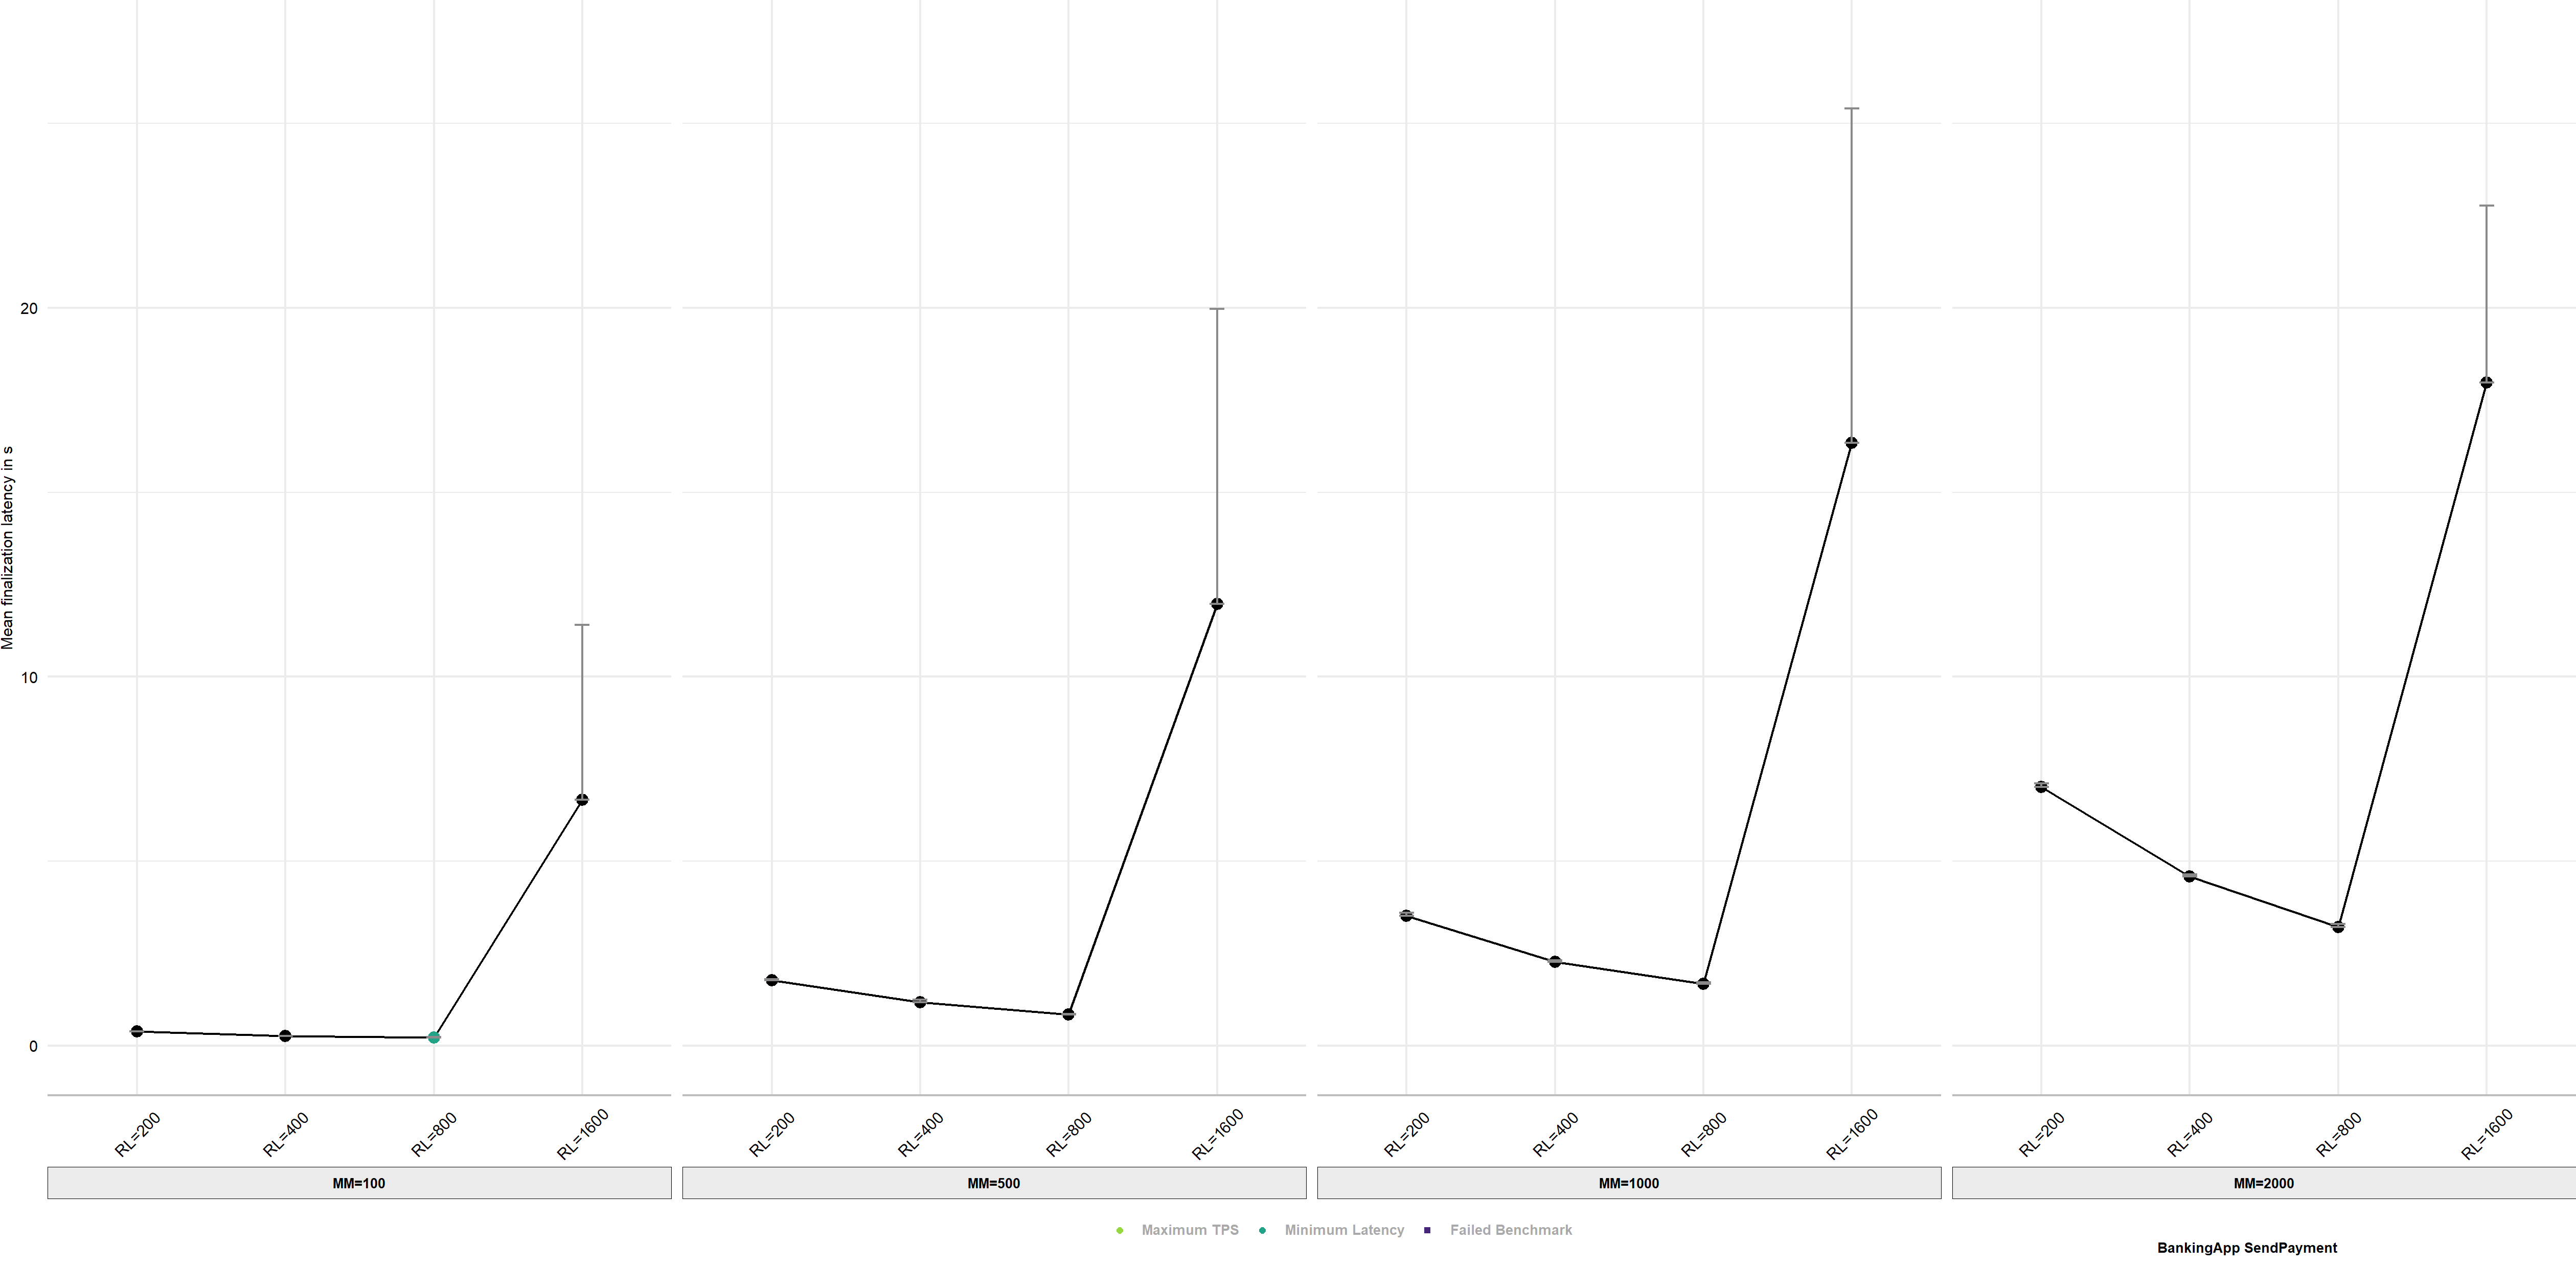 Mean finalization latency in s
20
10
0
RL=200 RL=400 RL=800 RL=1600 RL=200 RL=400 RL=800 RL=1600 RL=200 RL=400 RL=800 RL=1600 RL=200 RL=400 RL=800 RL=1600
MM=100 MM=500 MM=1000 MM=2000
Maximum TPS Minimum Latency Failed Benchmark
BankingApp SendPayment